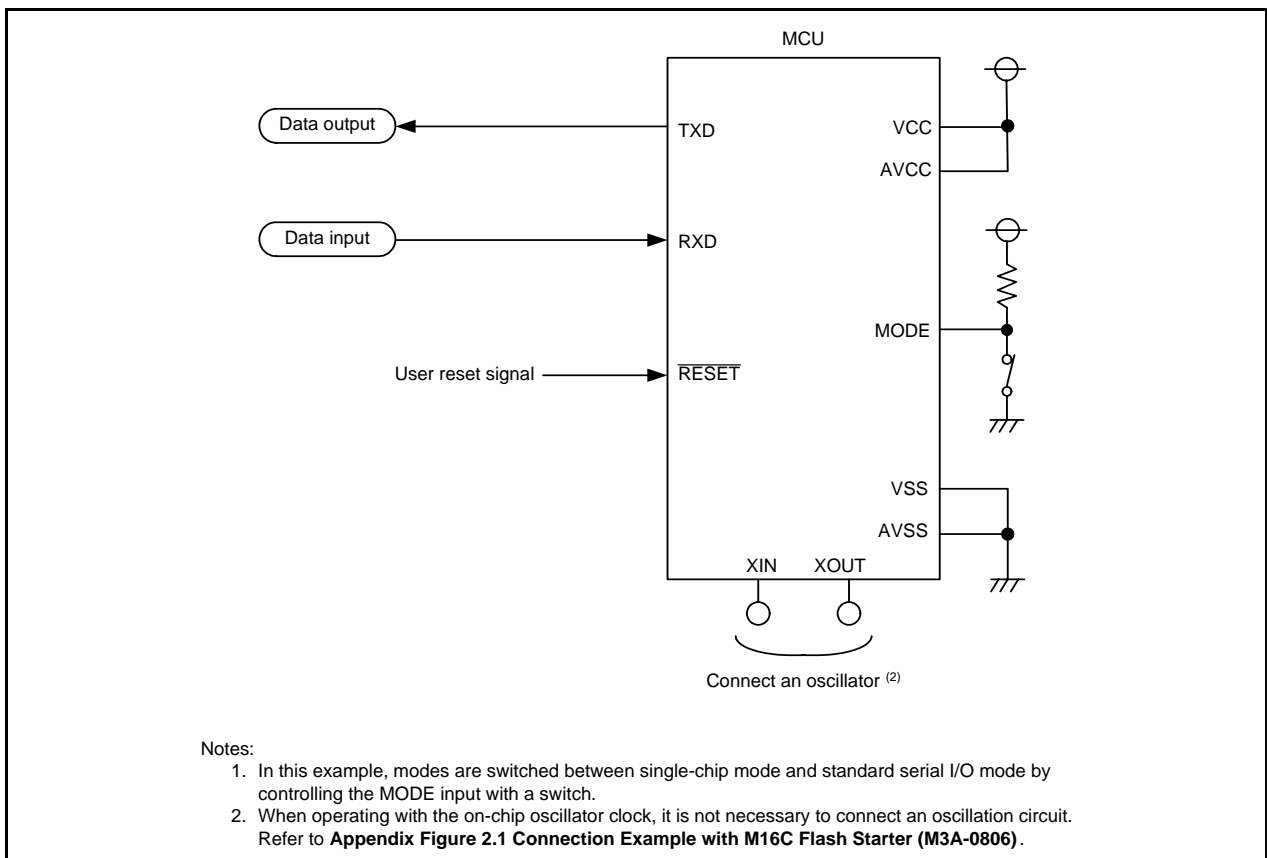 MCU
Data output
TXD
VCC
AVCC
Data input
RXD
MODE
User reset signal
RESET
VSS
AVSS
XIN XOUT
Connect an oscillator (2)
Notes:
1. In this example, modes are switched between single-chip mode and standard serial I/O mode by
controlling the MODE input with a switch.
2. When operating with the on-chip oscillator clock, it is not necessary to connect an oscillation circuit.
Refer to Appendix Figure 2.1 Connection Example with M16C Flash Starter (M3A-0806).